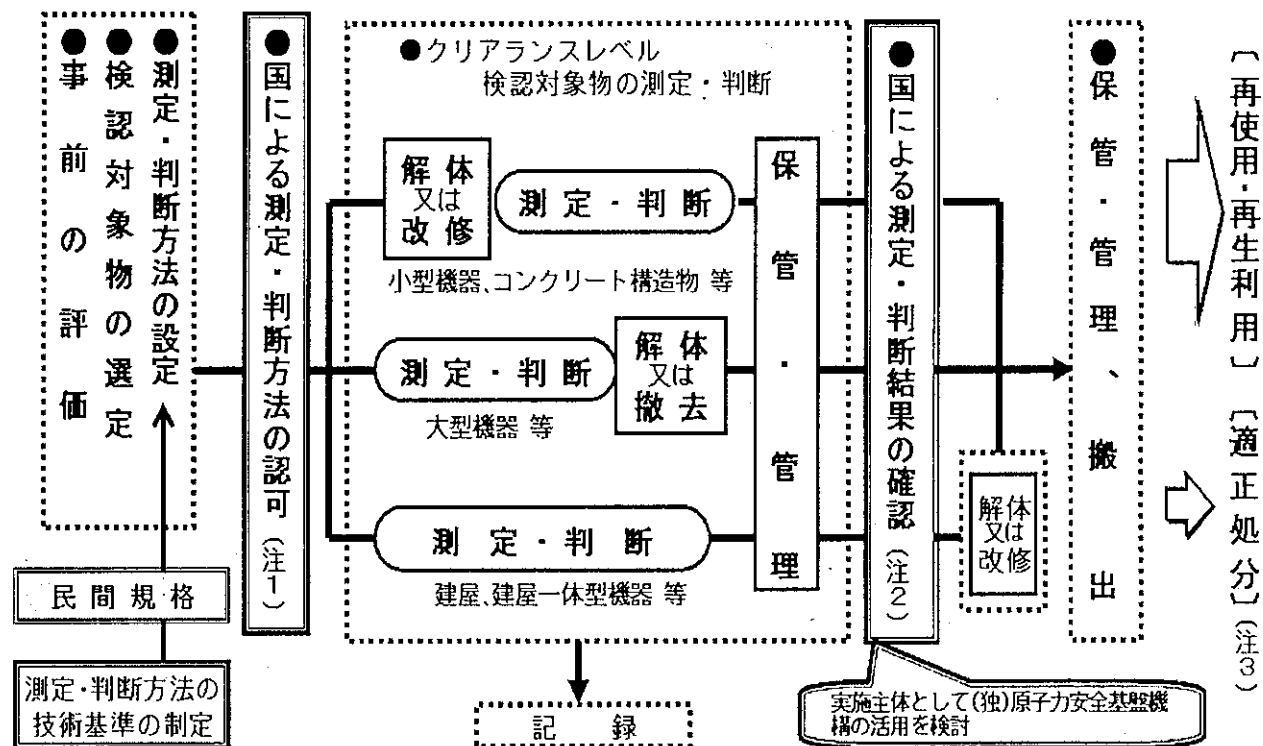 ●事前の評価
●検認対象物の選定
●測定・判断方法の設定
民間規格
測定・判断方法の
技術基準の制定
●国による測定・判断方法の認可(注1)
●クリアランスレベル
検認対象物の測定・判断
解体
又は
改修
測定・判断
小型機器、コンクリート構造物 等
測定・判断
解体
又は
撤去
大型機器 等
測定・判断
建屋、建屋一体型機器 等
保管・管理
記録
●国による測定・判断結果の確認(注2)
実施主体として(独)原子力安全基盤機
構の活用を検討
解体
又は
改修
●保管・管理、搬出
〔再使用・再生利用〕
〔適正処分〕(注3)